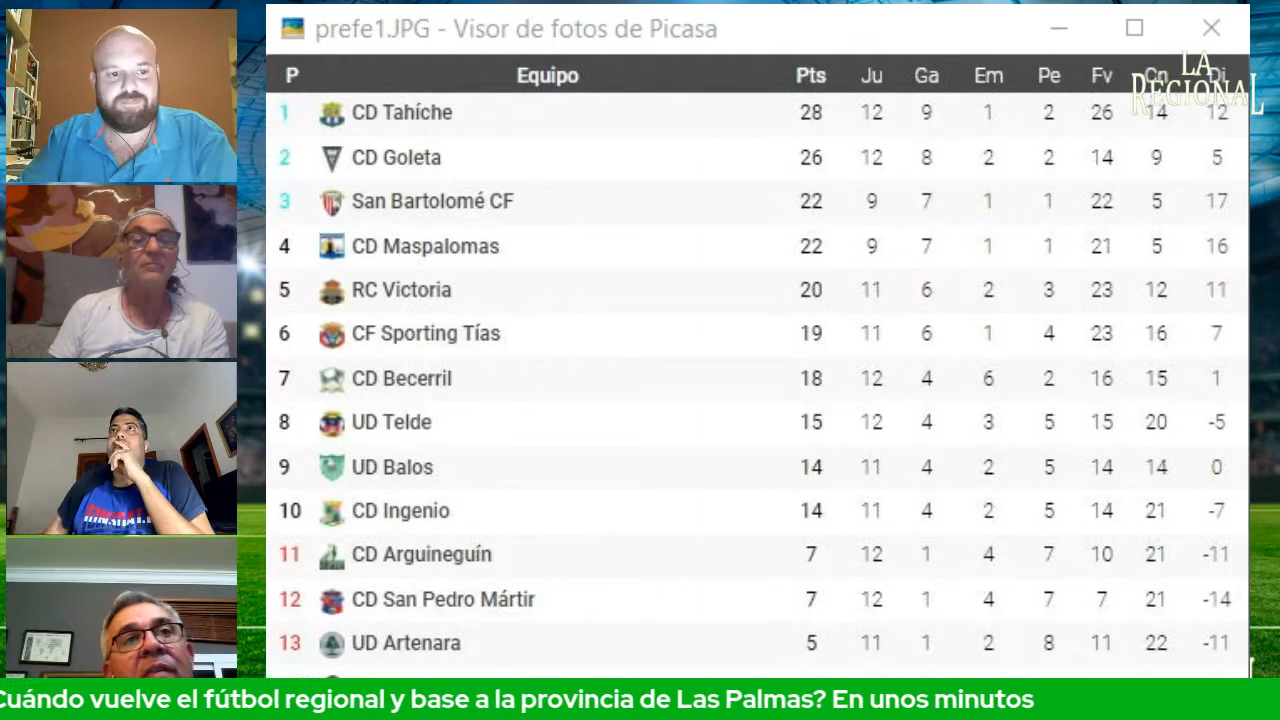 prefe1.JPG - Visor de fotos de Picasa
LA REGIONAL
P Equipo Pts Ju Ga Em Pe Fv Cn Di
1 CD Tahíche 28 12 9 1 2 26 14 12
2 CD Goleta 26 12 8 2 2 14 9 5
3 San Bartolomé CF 22 9 7 1 1 22 5 17
4 CD Maspalomas 22 9 7 1 1 21 5 16
5 RC Victoria 20 11 6 2 3 23 12 11
6 CF Sporting Tías 19 11 6 1 4 23 16 7
7 CD Becerril 18 12 4 6 2 16 15 1
8 UD Telde 15 12 4 3 5 15 20 -5
9 UD Balos 14 11 4 2 5 14 14 0
10 CD Ingenio 14 11 4 2 5 14 21 -7
11 CD Arguineguín 7 12 1 4 7 10 21 -11
12 CD San Pedro Mártir 7 12 1 4 7 7 21 -14
13 UD Artenara 5 11 1 2 8 11 22 -11
Cuándo vuelve el fútbol regional y base a la provincia de Las Palmas? En unos minutos